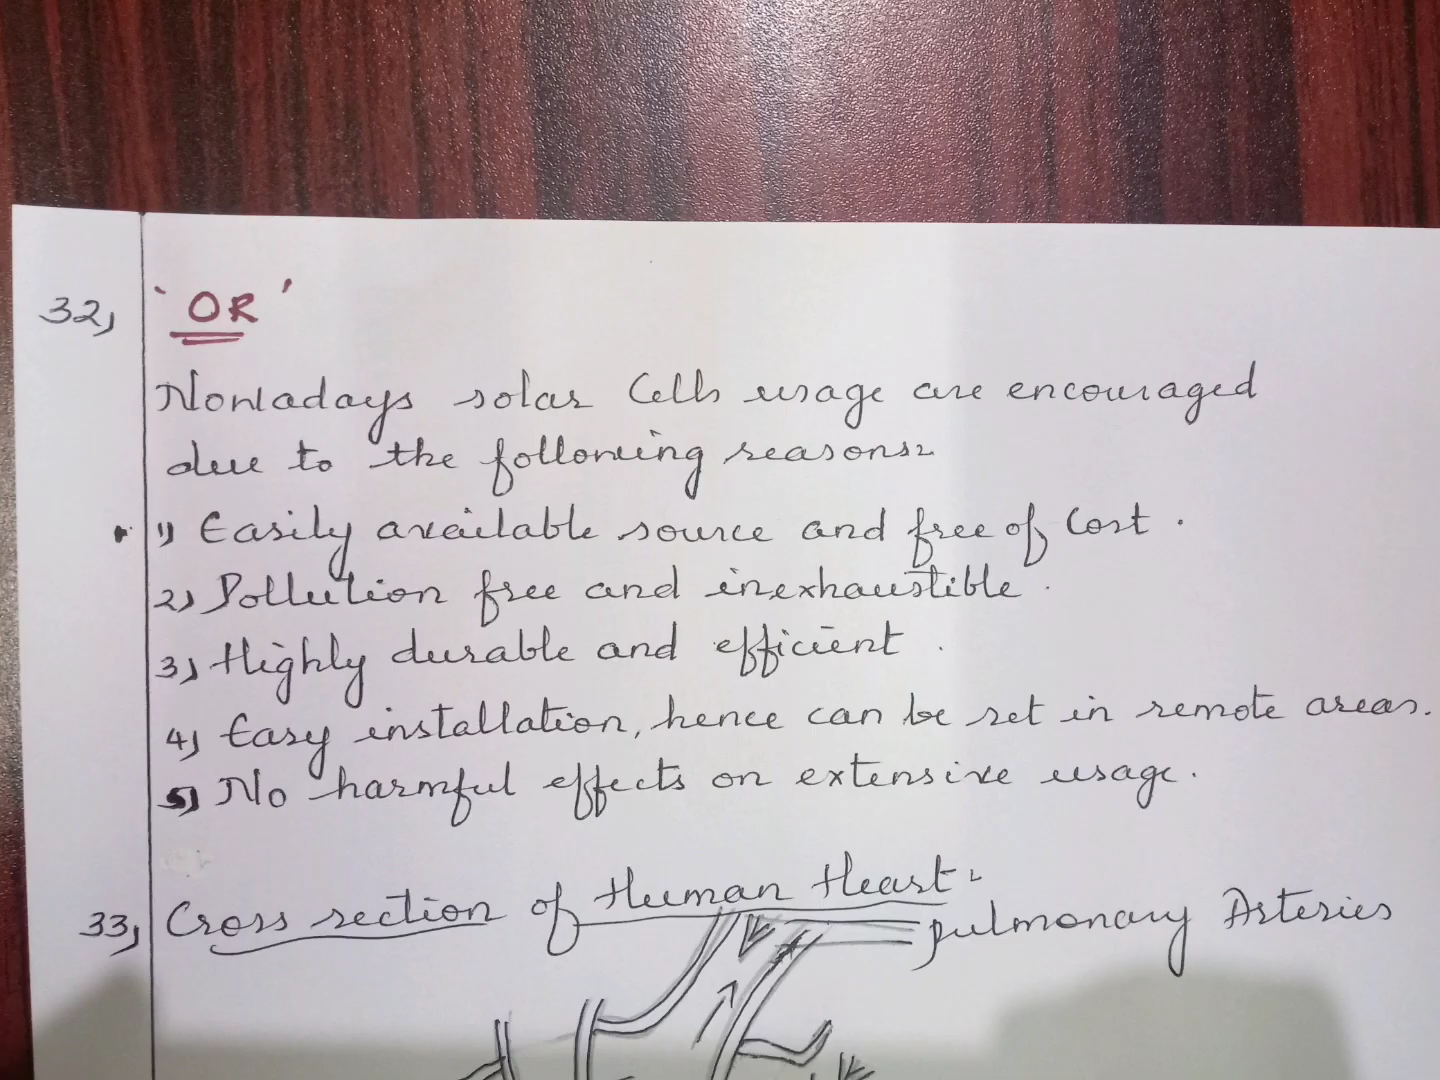 32, 'OR'
Nowadays solar Cells usage are encouraged
due to the following reasons:
1) Easily available source and free of Cost.
2) Pollution free and inexhaustible.
3) Highly durable and efficient.
4) Easy installation, hence can be set in remote areas.
5) No harmful effects on extensive usage.
33, Cross section of Human Heart:
pulmonary Arteries